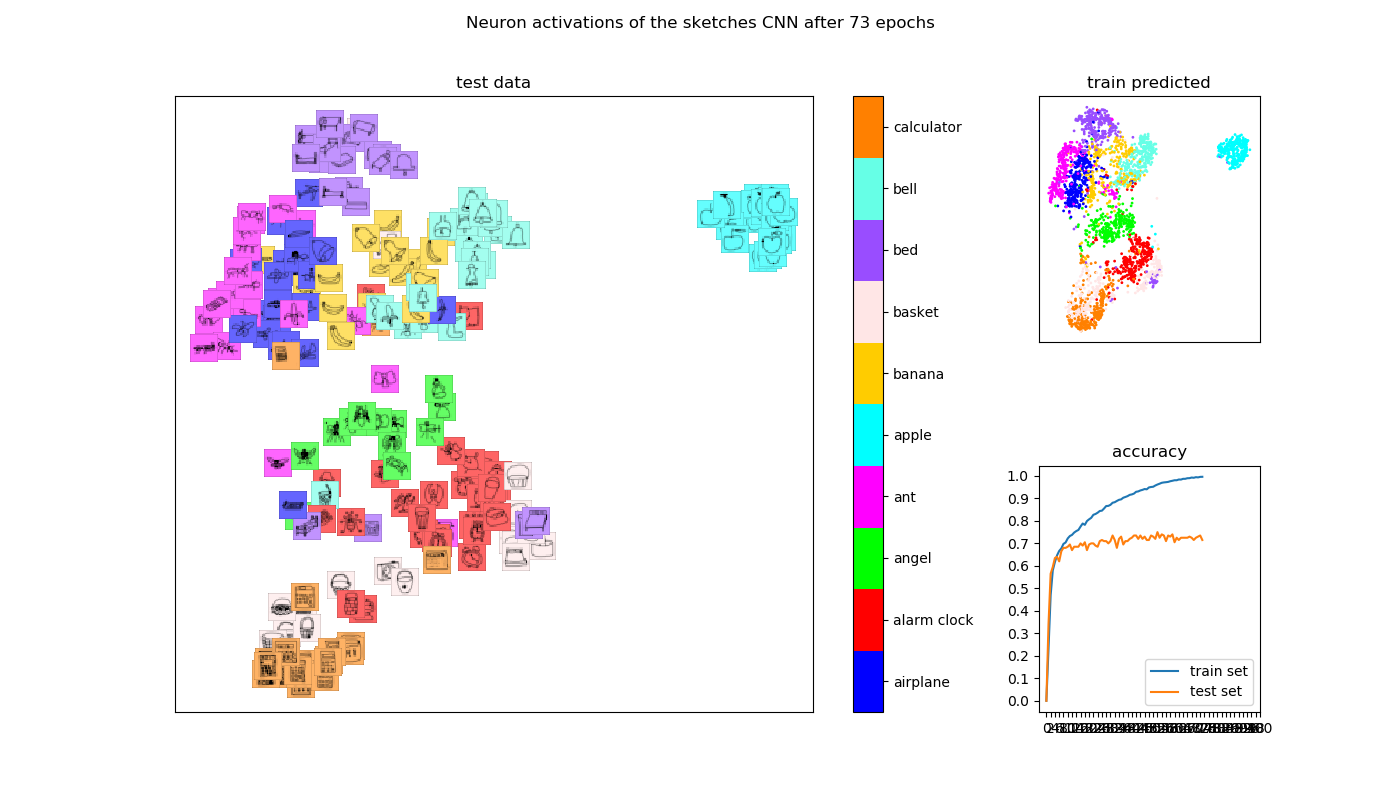 Neuron activations of the sketches CNN after 73 epochs
test data
calculator
bell
bed
basket
banana
apple
ant
angel
alarm clock
airplane
train predicted
accuracy
1.0
0.9
0.8
0.7
0.6
0.5
0.4
0.3
0.2
0.1
0.0
train set
test set